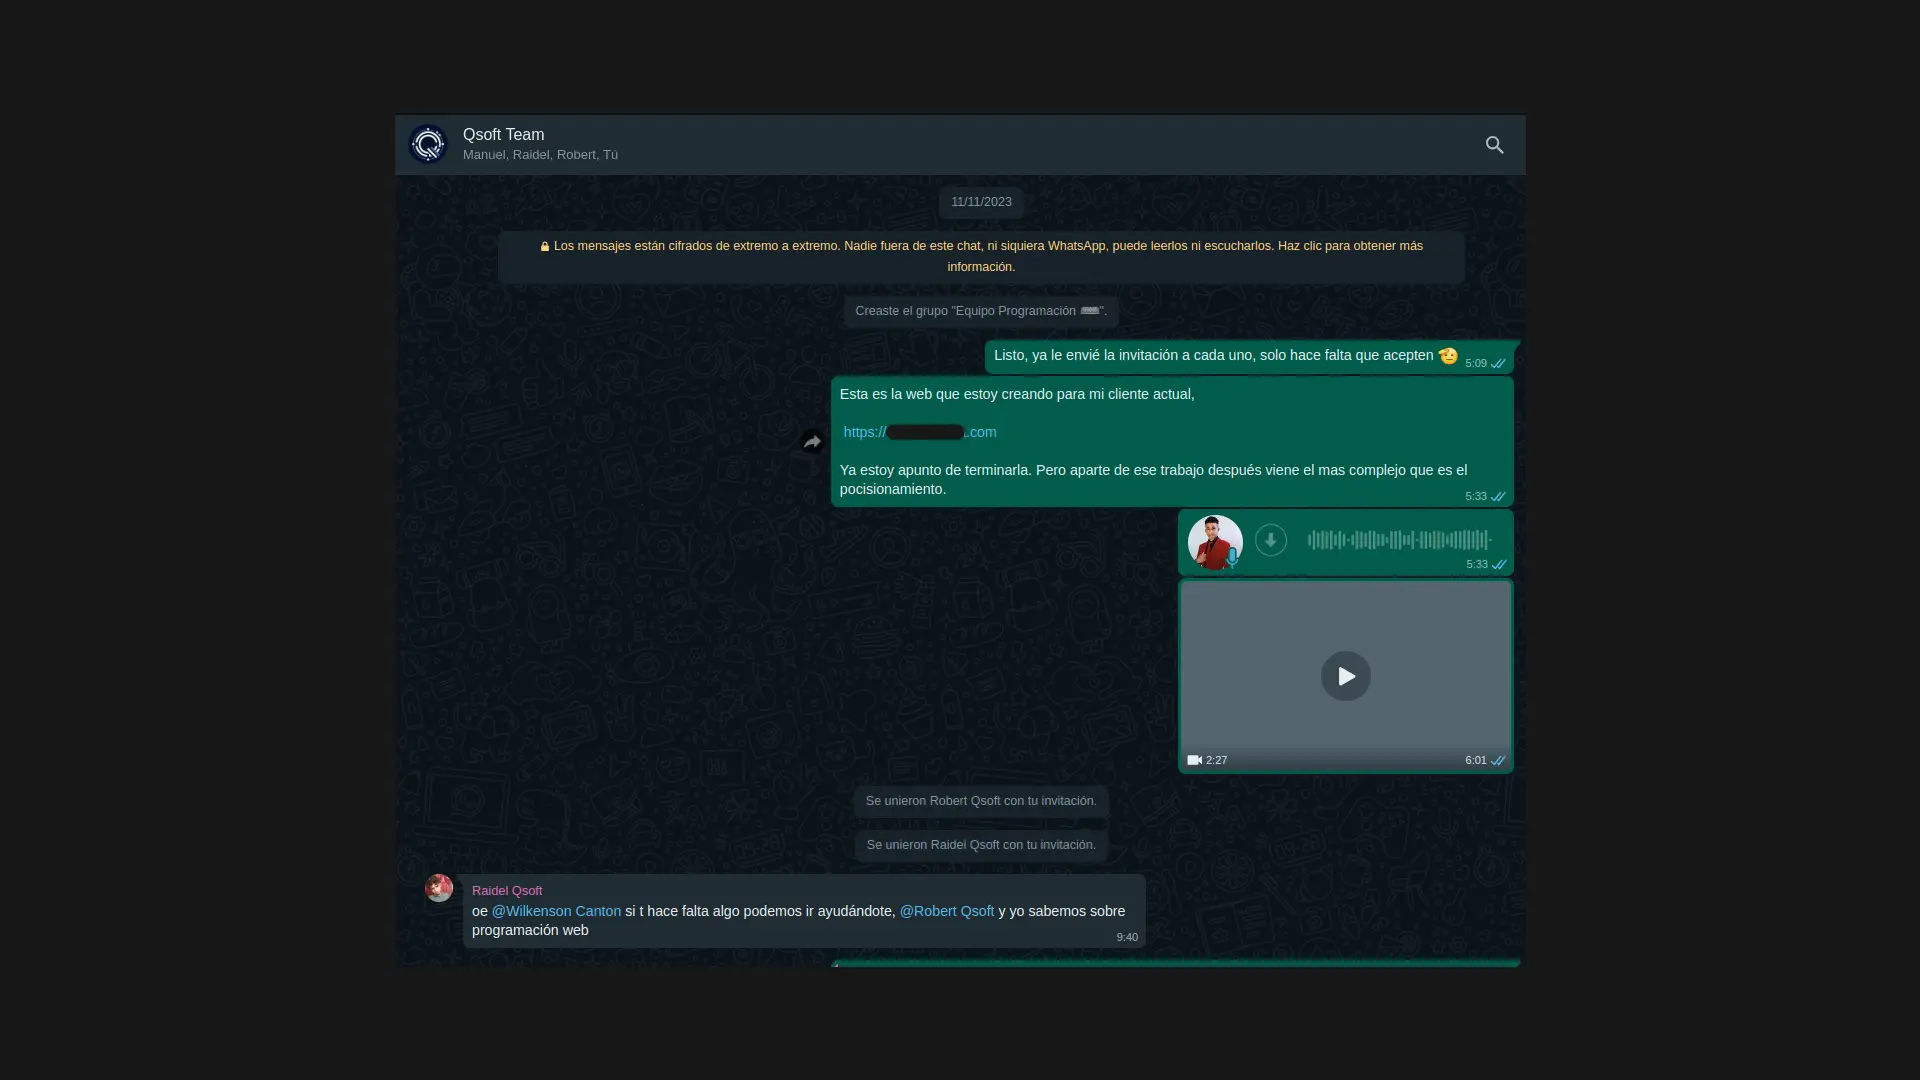 Qsoft Team
Manuel, Raidel, Robert, Tú
11/11/2023
Los mensajes están cifrados de extremo a extremo. Nadie fuera de este chat, ni siquiera WhatsApp, puede leerlos ni escucharlos. Haz clic para obtener más
información.
Creaste el grupo "Equipo Programación ⌨️".
Listo, ya le envié la invitación a cada uno, solo hace falta que acepten 🫡 5:09
Esta es la web que estoy creando para mi cliente actual,
https:// .com
Ya estoy apunto de terminarla. Pero aparte de ese trabajo después viene el mas complejo que es el
pocisionamiento.
5:33
5:33
2:27 6:01
Se unieron Robert Qsoft con tu invitación.
Se unieron Raidel Qsoft con tu invitación.
Raidel Qsoft
oe @Wilkenson Canton si t hace falta algo podemos ir ayudándote, @Robert Qsoft y yo sabemos sobre
programación web
9:40